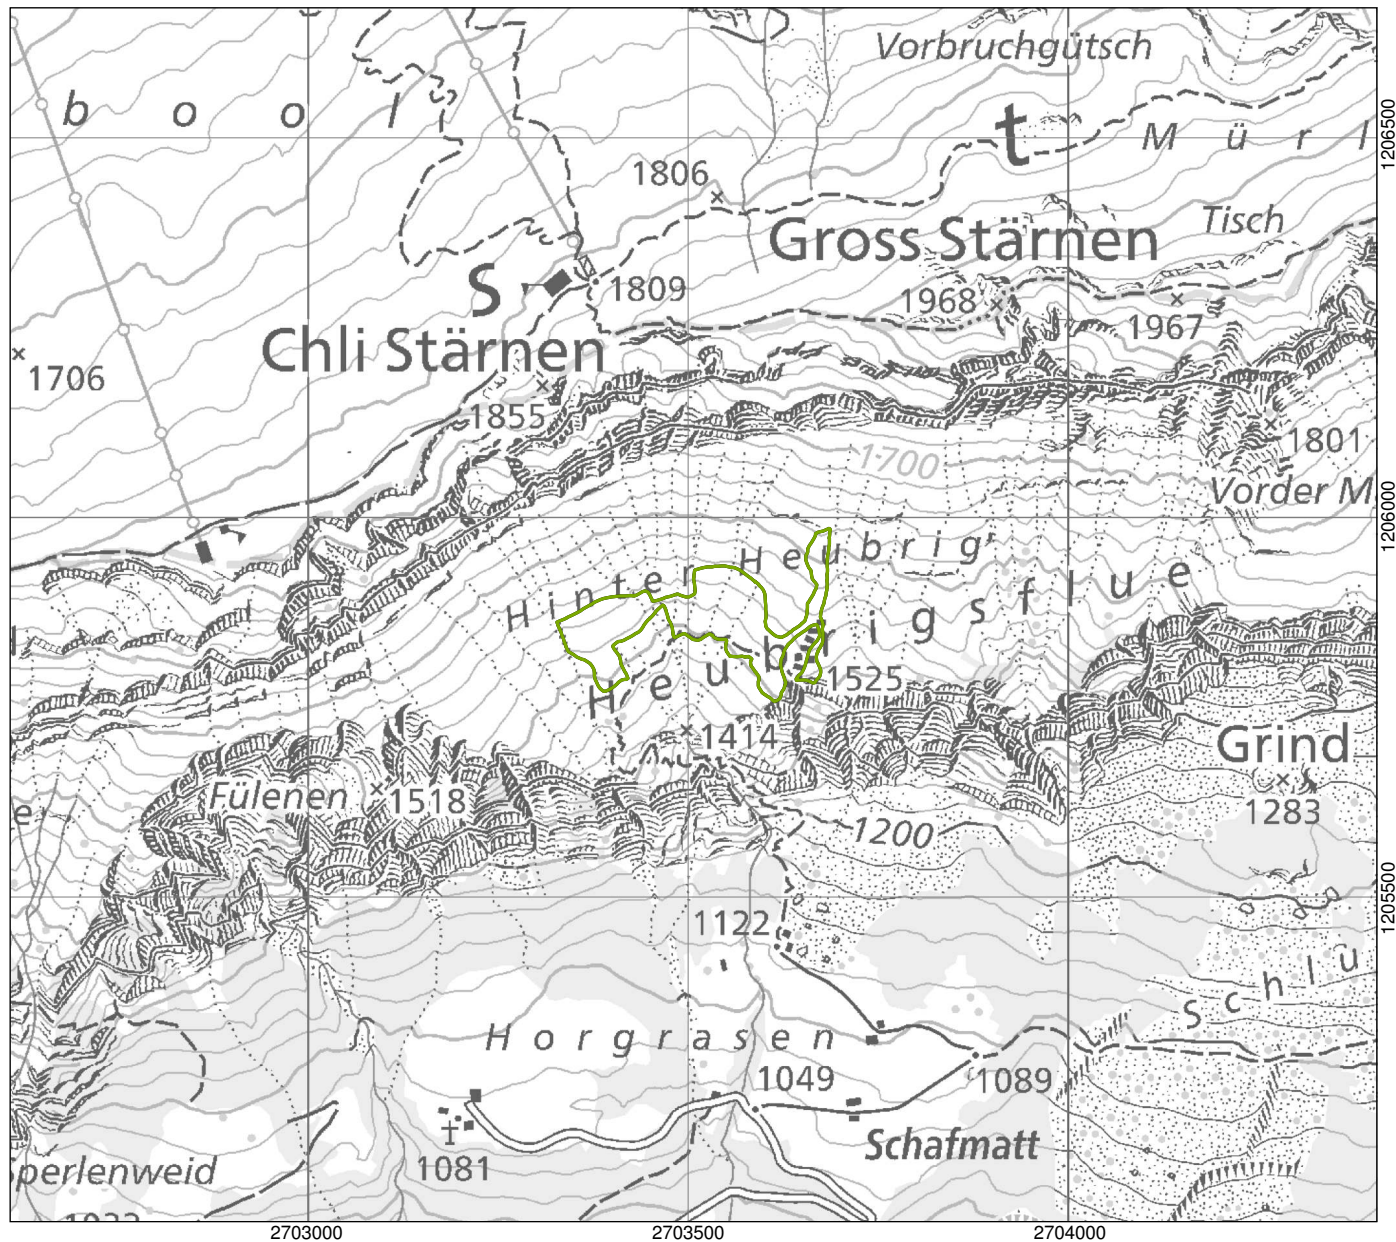 Vorbruchgütsch
b o o l
t
M ü r l
1206500
1806
Tisch
Gross Stärnen
S
1809
1968
1967
Chli Stärnen
1706
1855
1801
1700
Vorder M
1206000
Hinter Heubrig
Heubrigsflue
1525
1414
Grind
Fülenen
1518
1283
e
1200
1205500
1122
Schlü
Horgrasen
1049
1089
Schafmatt
1081
perlenweid
2703000
2703500
2704000